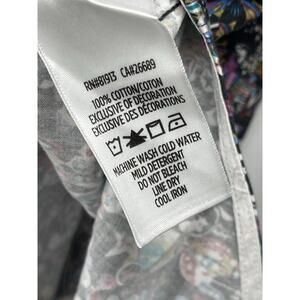 RN#81913 CA#26689
100% COTTON/COTON
EXCLUSIVE OF DECORATION
EXCLUSIVE DES DÉCORATIONS
MACHINE WASH COLD WATER
MILD DETERGENT
DO NOT BLEACH
LINE DRY
COOL IRON